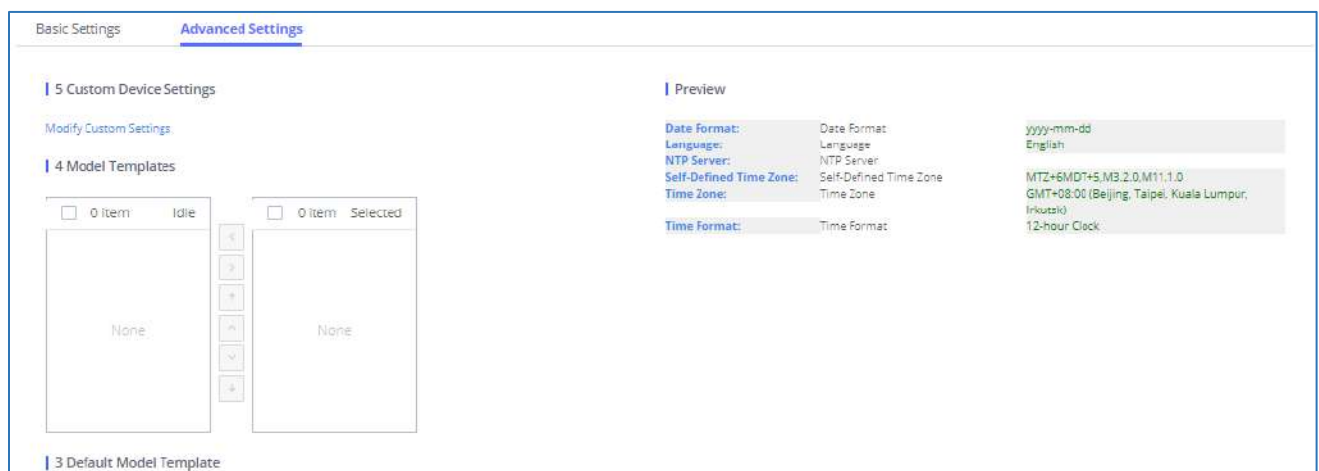 Basic Settings Advanced Settings
5 Custom Device Settings
Modify Custom Settings
4 Model Templates
0 Item Idle
0 Item Selected
None
None
3 Default Model Template
Preview
Date Format: Date Format yyyy-mm-dd
Language: Language English
NTP Server: NTP Server
Self-Defined Time Zone: Self-Defined Time Zone MTZ+6MDT+5,M3.2.0,M11.1.0
Time Zone: Time Zone GMT+08:00 (Beijing, Taipei, Kuala Lumpur,
Irkutsk)
Time Format: Time Format 12-hour Clock